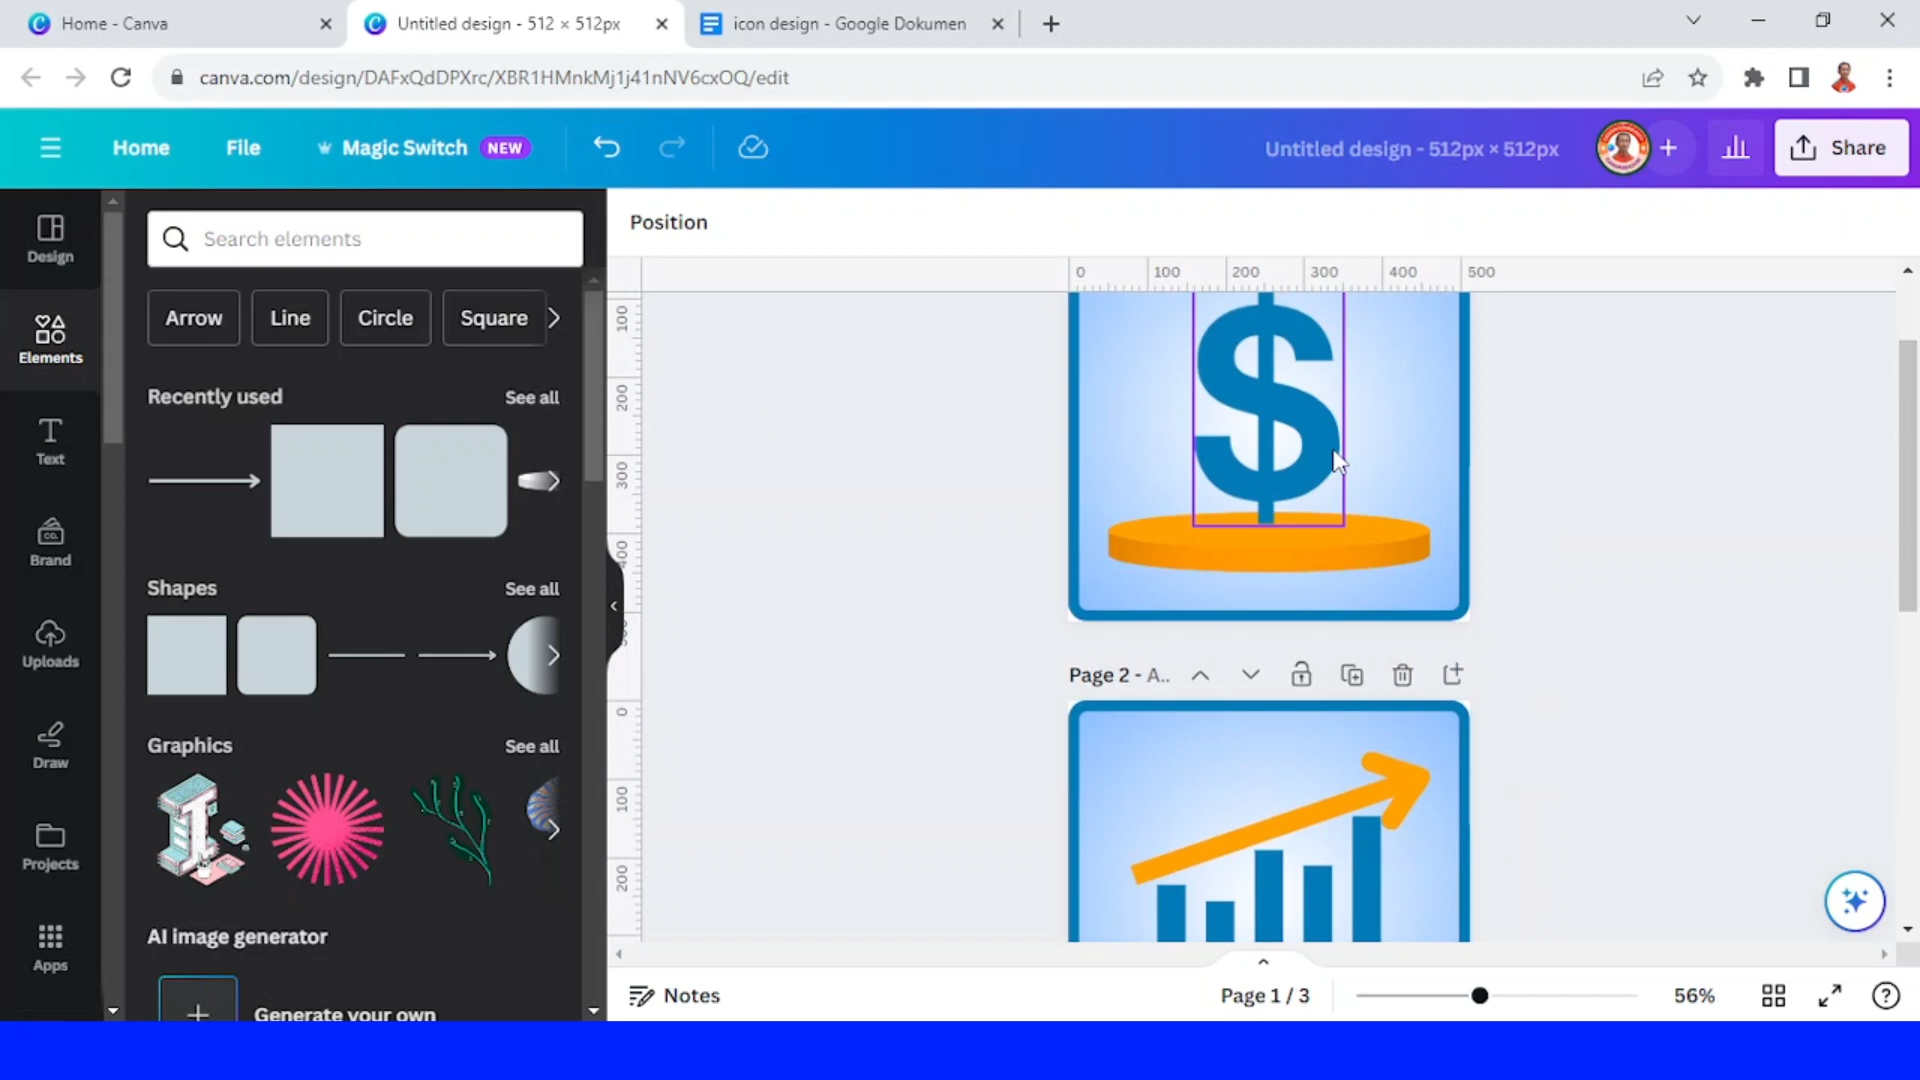 Home - Canva
Untitled design - 512 × 512px
icon design - Google Dokumen
canva.com/design/DAFxQdDPXrc/XBR1HMnkMj1j41nNV6cxOQ/edit
Home
File
Magic Switch
NEW
Untitled design - 512px × 512px
Share
Design
Elements
Text
Brand
CO.
Uploads
Draw
Projects
Apps
Search elements
Arrow
Line
Circle
Square
Recently used
See all
Shapes
See all
Graphics
See all
AI image generator
Generate your own
Position
0 100 200 300 400 500
100
200
300
400
0
100
200
$
Page 2 - A..
Notes
Page 1 / 3
56%